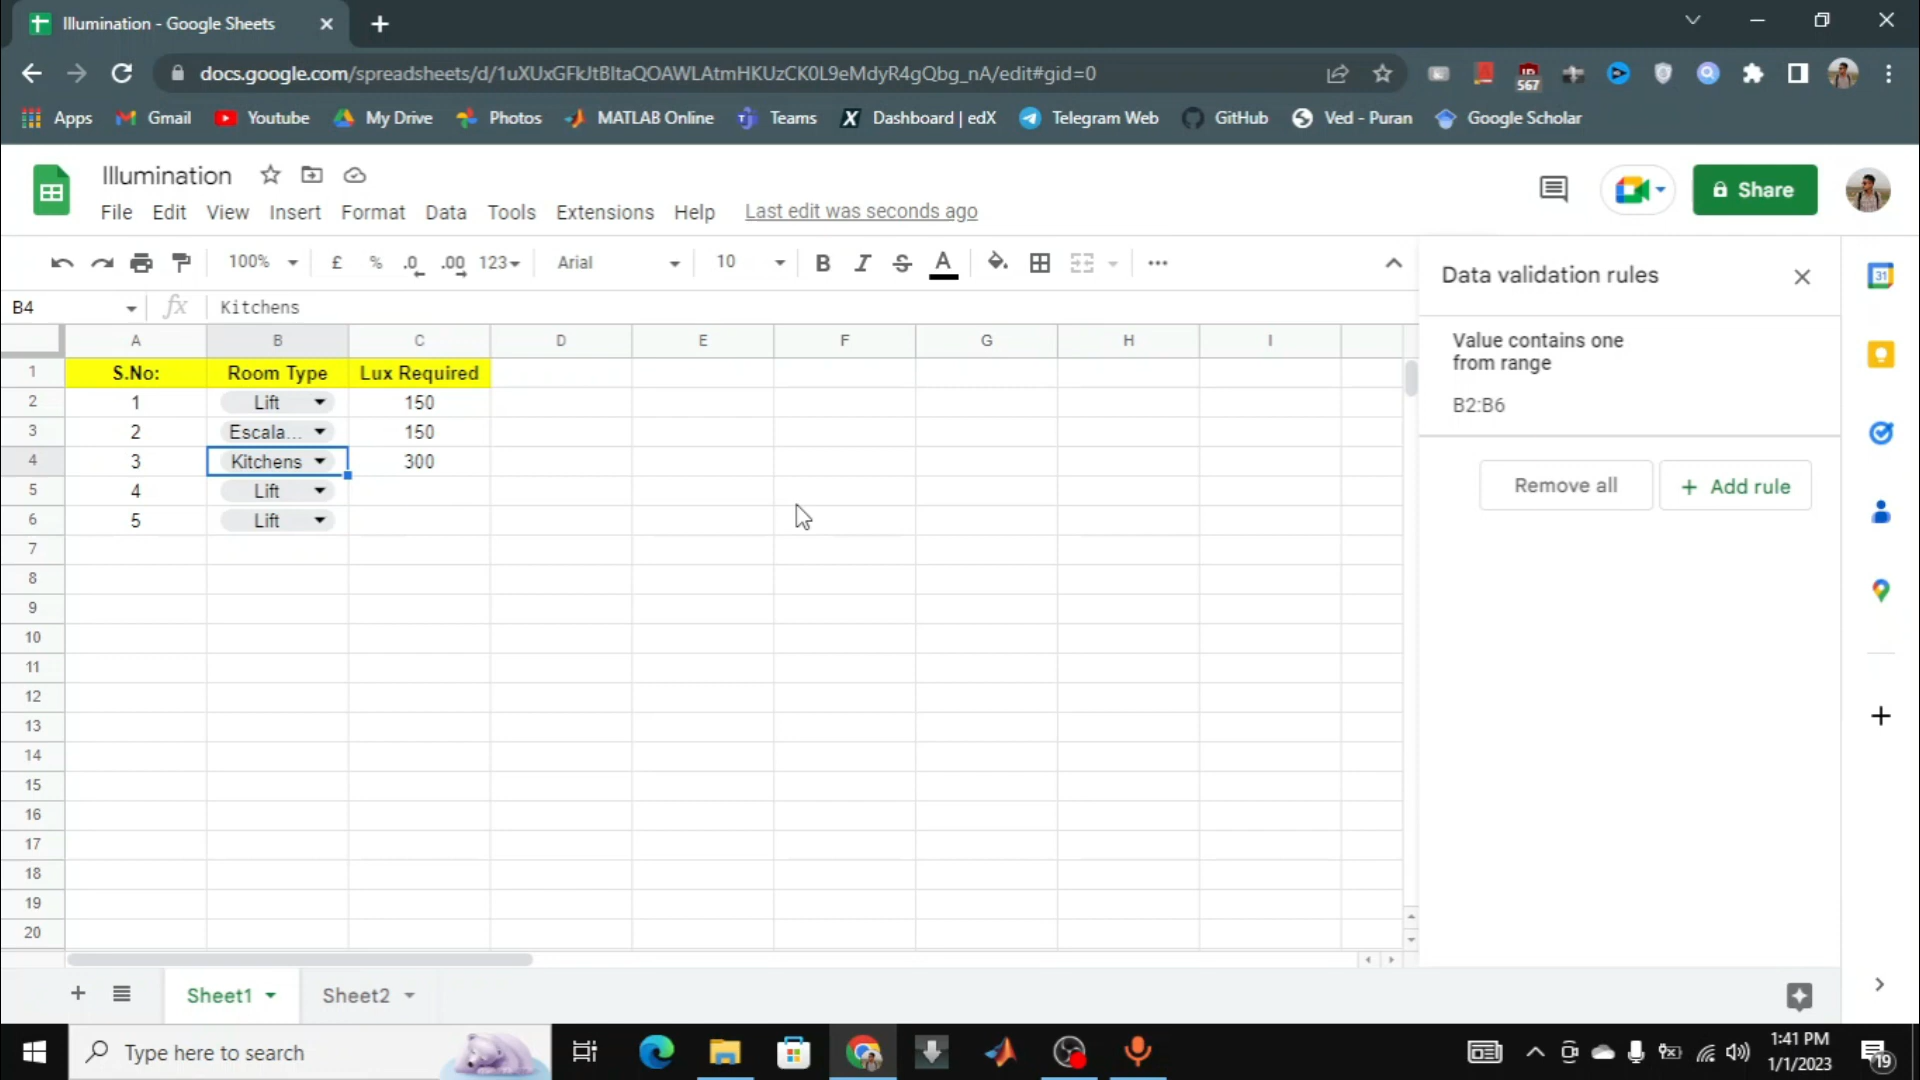 Illumination - Google Sheets
docs.google.com/spreadsheets/d/1uXUxGFkJtBItaQOAWLAtmHKUzCK0L9eMdyR4gQbg_nA/edit#gid=0
567
Apps Gmail Youtube My Drive Photos MATLAB Online Teams Dashboard | edX Telegram Web GitHub Ved - Puran Google Scholar
Illumination
Share
File Edit View Insert Format Data Tools Extensions Help Last edit was seconds ago
100% £ % .0 .00 123 Arial 10 B I S A
Data validation rules
31
B4 fx Kitchens
A B C D E F G H I
Value contains one
from range
B2:B6
Remove all + Add rule
1 S.No: Room Type Lux Required
2 1 Lift 150
3 2 Escala... 150
4 3 Kitchens 300
5 4 Lift
6 5 Lift
7
8
9
10
11
12
13
14
15
16
17
18
19
20
Sheet1 Sheet2
Type here to search
1:41 PM
1/1/2023
19